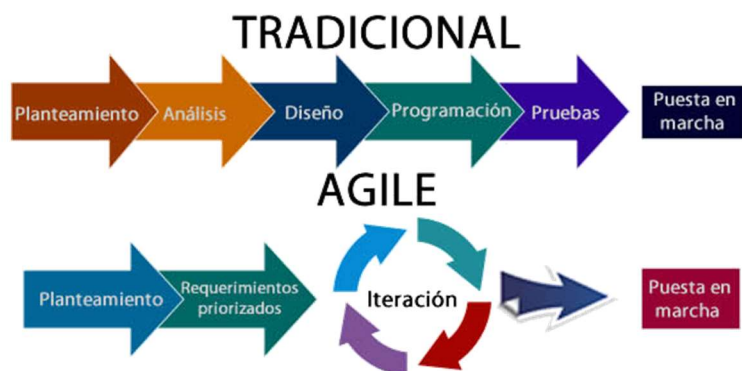 TRADICIONAL
Planteamiento
Análisis
Diseño
Programación
Pruebas
Puesta en
marcha
AGILE
Planteamiento
Requerimientos
priorizados
Iteración
Puesta en
marcha